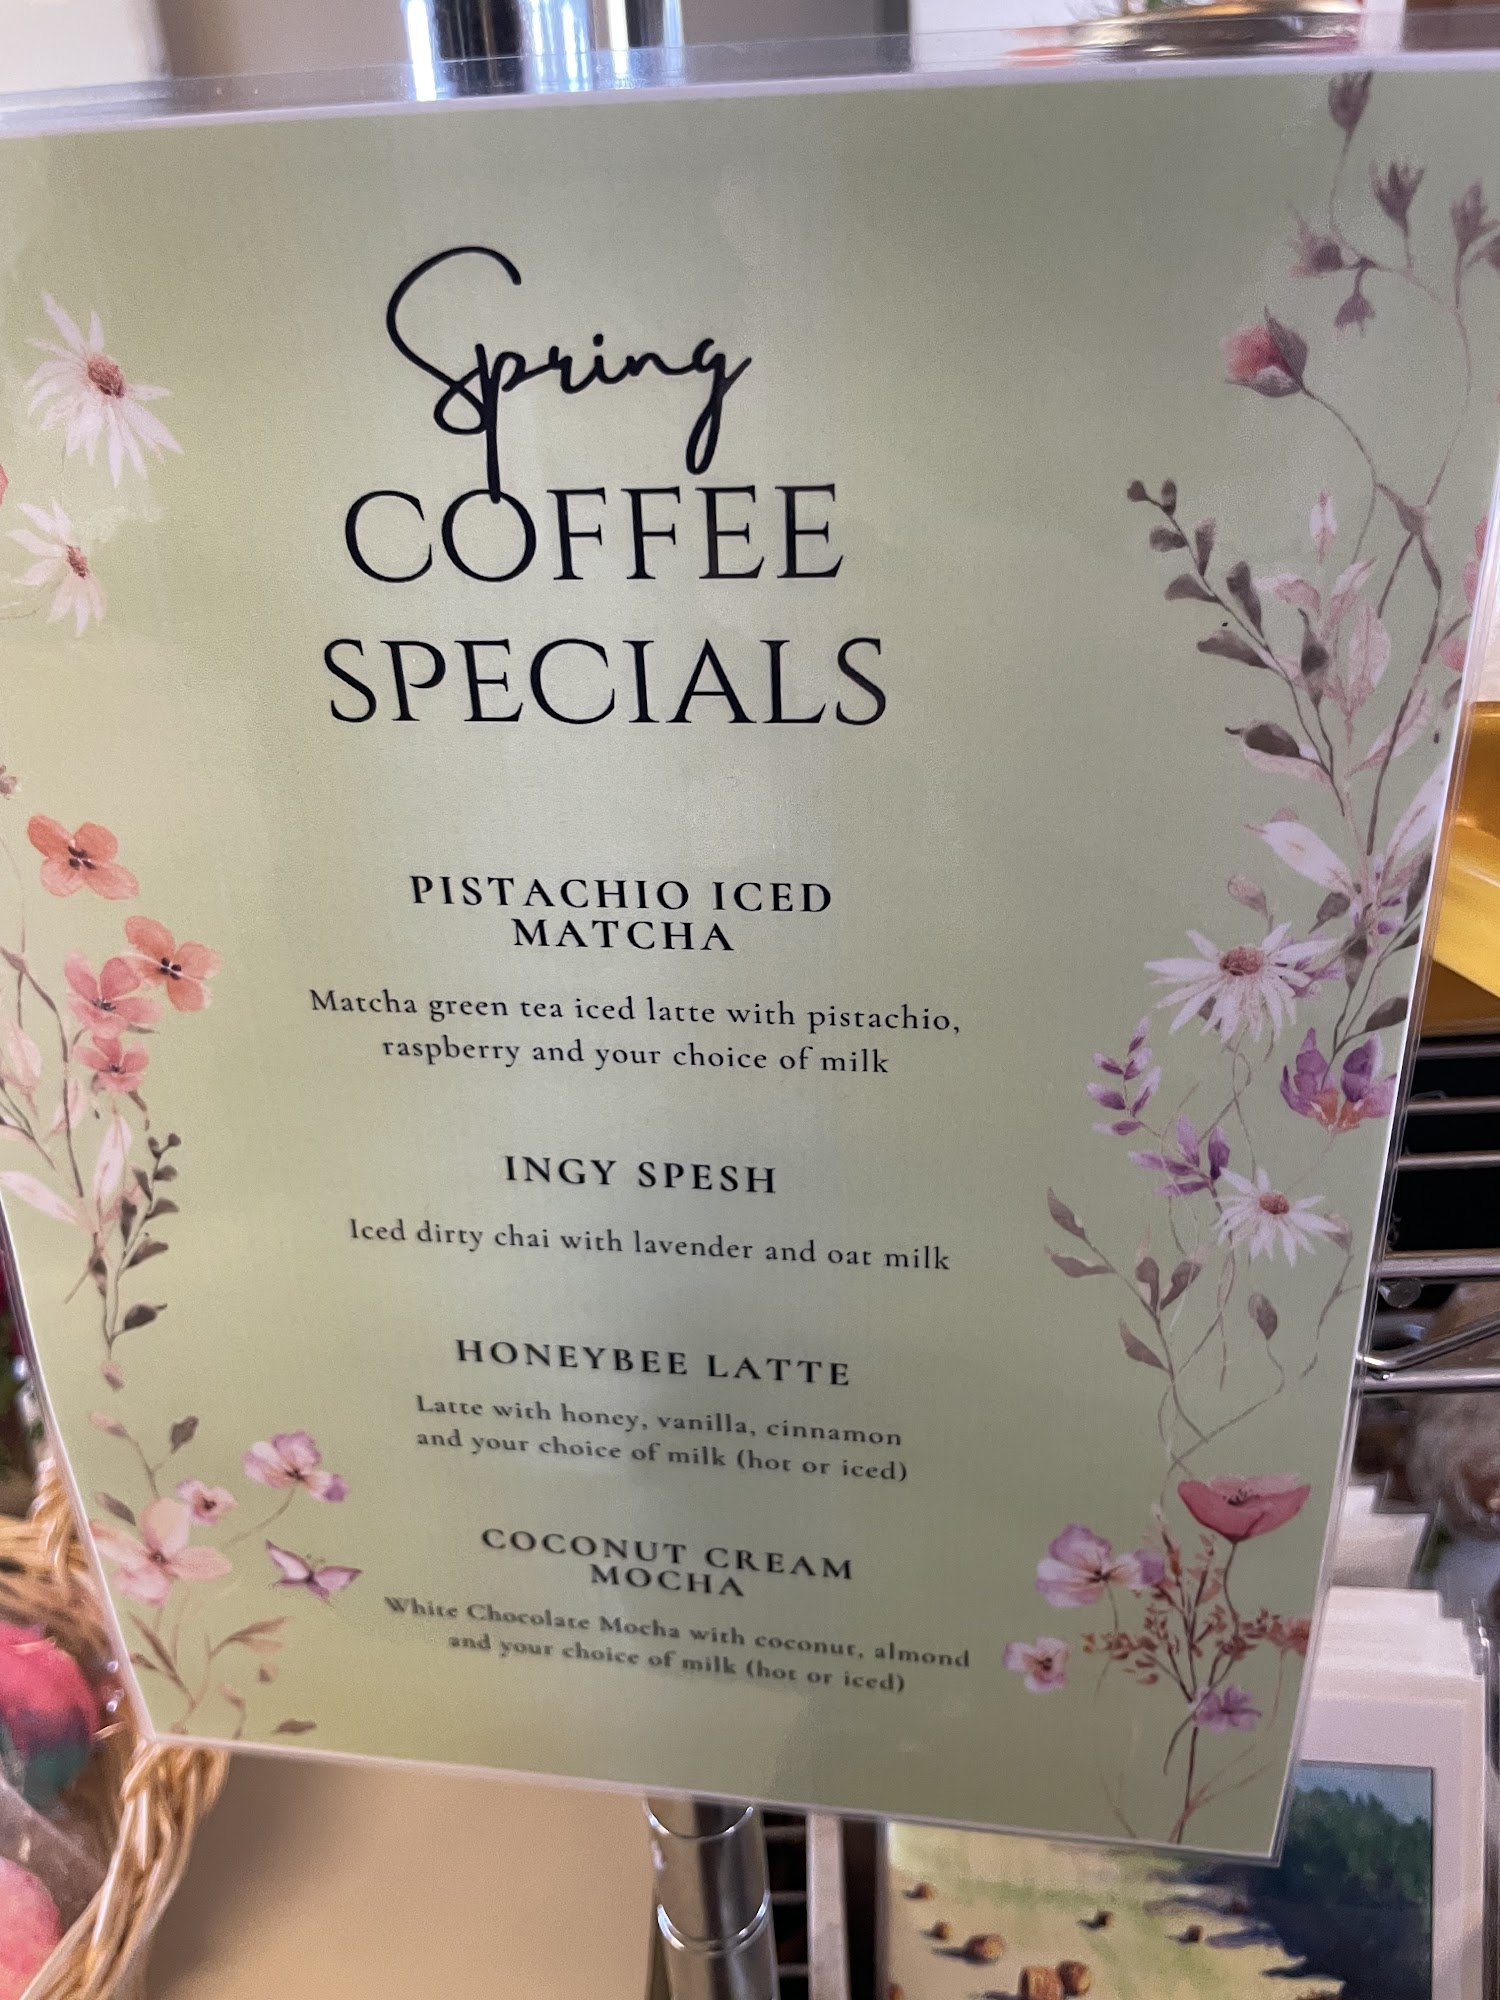 Spring
COFFEE
SPECIALS
PISTACHIO ICED
MATCHA
Matcha green tea iced latte with pistachio,
raspberry and your choice of milk
INGY SPESH
Iced dirty chai with lavender and oat milk
HONEYBEE LATTE
Latte with honey, vanilla, cinnamon
and your choice of milk (hot or iced)
COCONUT CREAM
MOCHA
White Chocolate Mocha with coconut, almond
and your choice of milk (hot or iced)